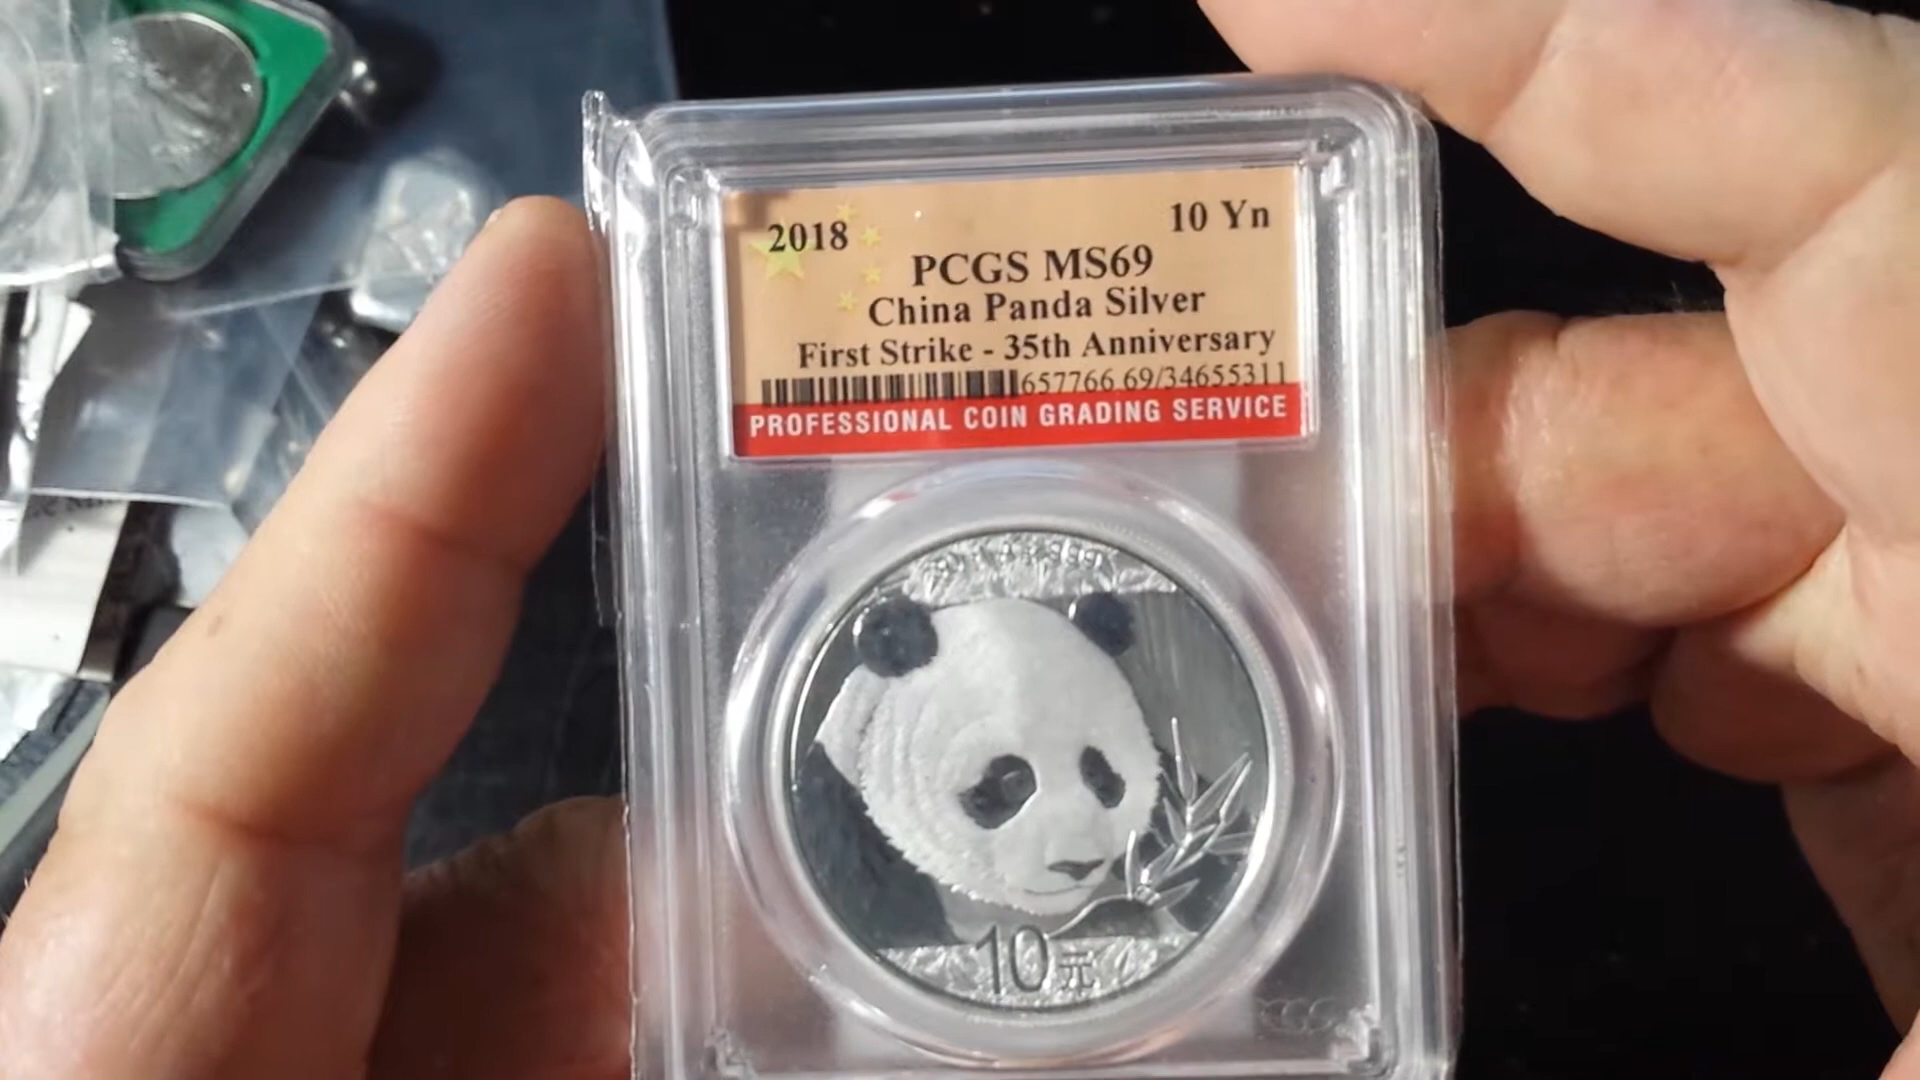 2018
10 Yn
PCGS MS69
China Panda Silver
First Strike - 35th Anniversary
657766.69/34655311
PROFESSIONAL COIN GRADING SERVICE
10元